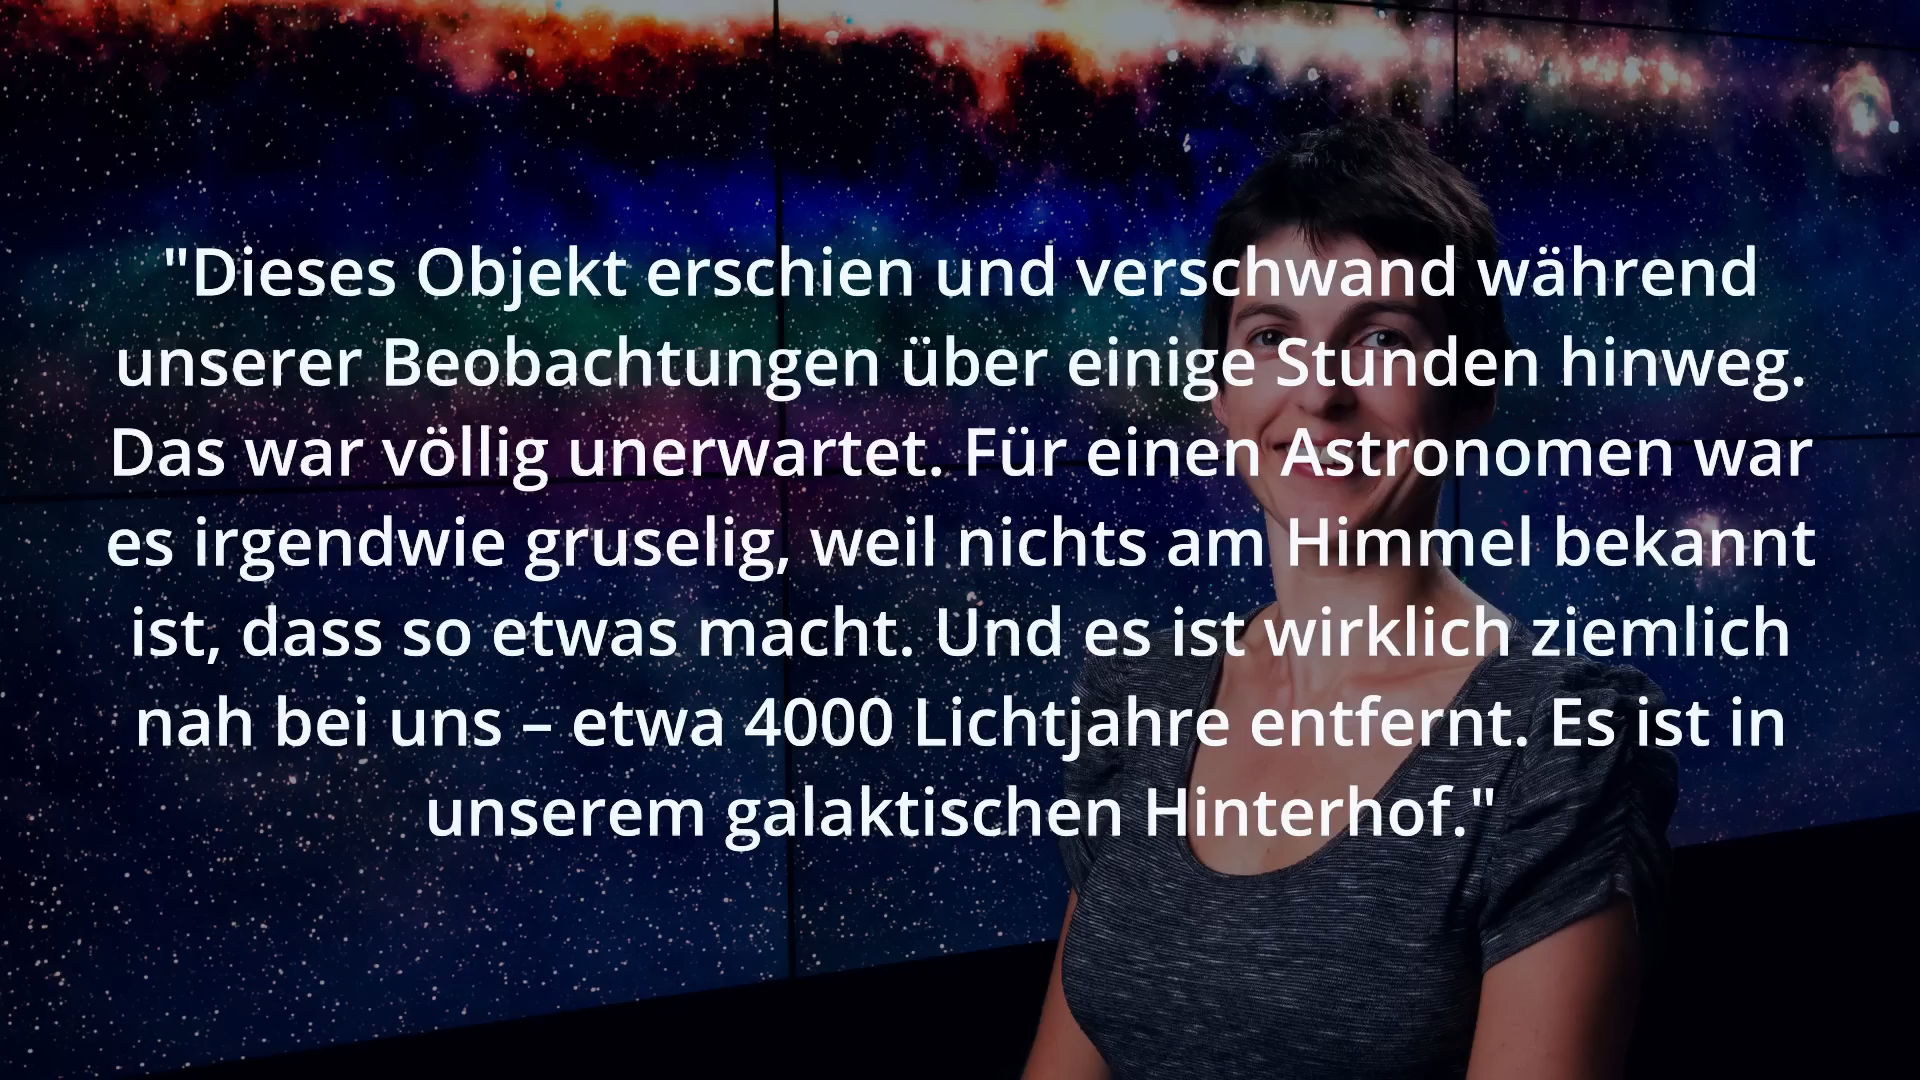 "Dieses Objekt erschien und verschwand während
unserer Beobachtungen über einige Stunden hinweg.
Das war völlig unerwartet. Für einen Astronomen war
es irgendwie gruselig, weil nichts am Himmel bekannt
ist, dass so etwas macht. Und es ist wirklich ziemlich
nah bei uns – etwa 4000 Lichtjahre entfernt. Es ist in
unserem galaktischen Hinterhof."